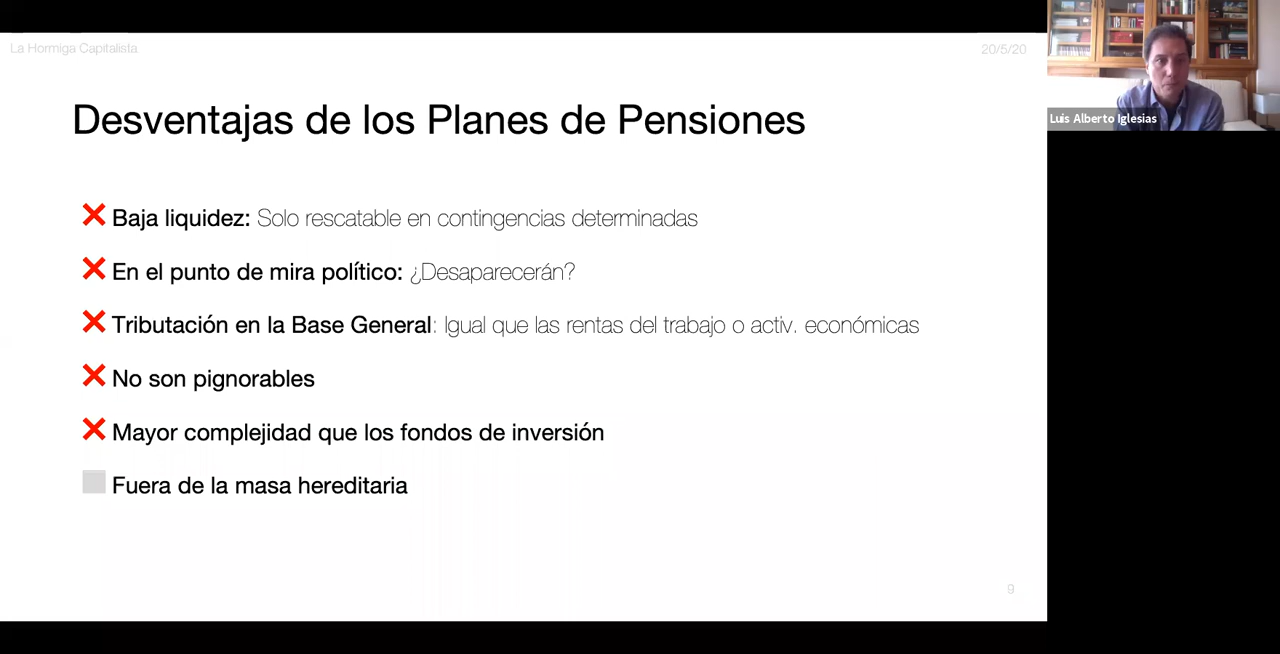 La Hormiga Capitalista
20/5/20
Luis Alberto Iglesias
Desventajas de los Planes de Pensiones
Baja liquidez: Solo rescatable en contingencias determinadas
En el punto de mira político: ¿Desaparecerán?
Tributación en la Base General: Igual que las rentas del trabajo o activ. económicas
No son pignorables
Mayor complejidad que los fondos de inversión
Fuera de la masa hereditaria
9